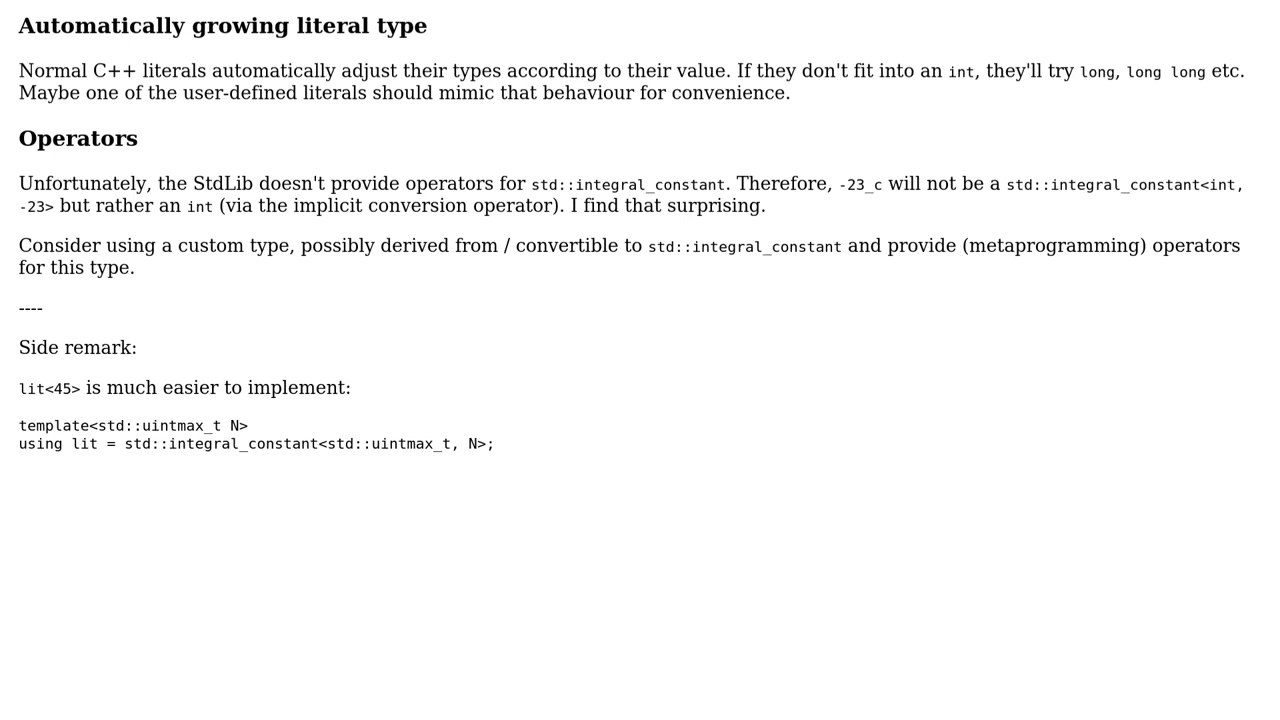 Automatically growing literal type
Normal C++ literals automatically adjust their types according to their value. If they don't fit into an int, they'll try long, long long etc.
Maybe one of the user-defined literals should mimic that behaviour for convenience.
Operators
Unfortunately, the StdLib doesn't provide operators for std::integral_constant. Therefore, -23_c will not be a std::integral_constant<int,
-23> but rather an int (via the implicit conversion operator). I find that surprising.
Consider using a custom type, possibly derived from / convertible to std::integral_constant and provide (metaprogramming) operators
for this type.
----
Side remark:
lit<45> is much easier to implement:
template<std::uintmax_t N>
using lit = std::integral_constant<std::uintmax_t, N>;